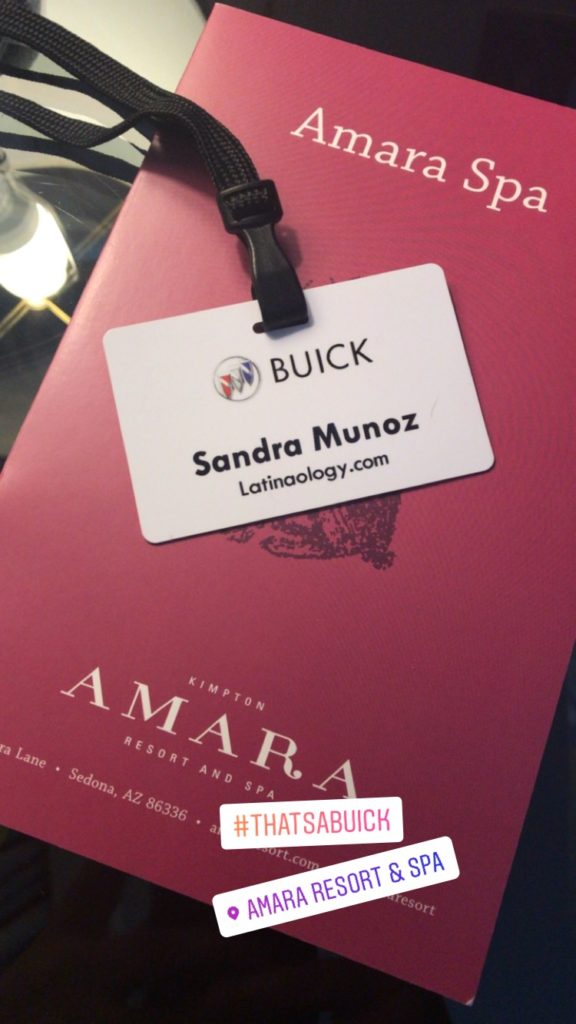 Amara Spa
BUICK
Sandra Munoz
Latinaology.com
KIMPTON
AMARA
RESORT AND SPA
Lane • Sedona, AZ 86336 •
#THATSABUICK
AMARA RESORT & SPA